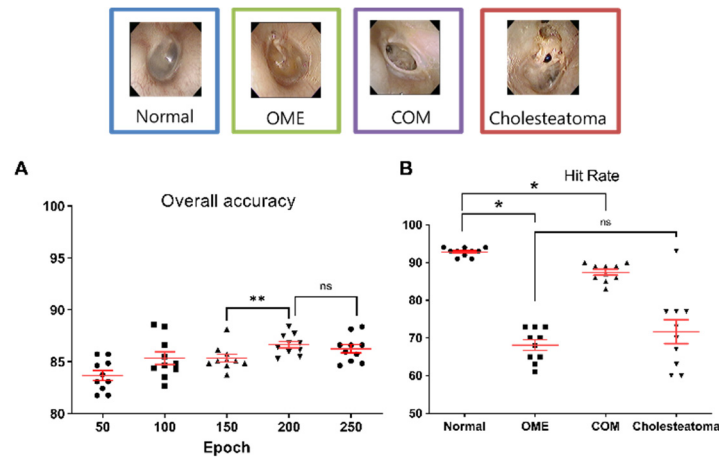 Normal
OME
COM
Cholesteatoma
A
Overall accuracy
100
95
90
85
80
**
ns
50
100
150
200
250
Epoch
B
Hit Rate
*
*
ns
100
90
80
70
60
50
Normal
OME
COM
Cholesteatoma